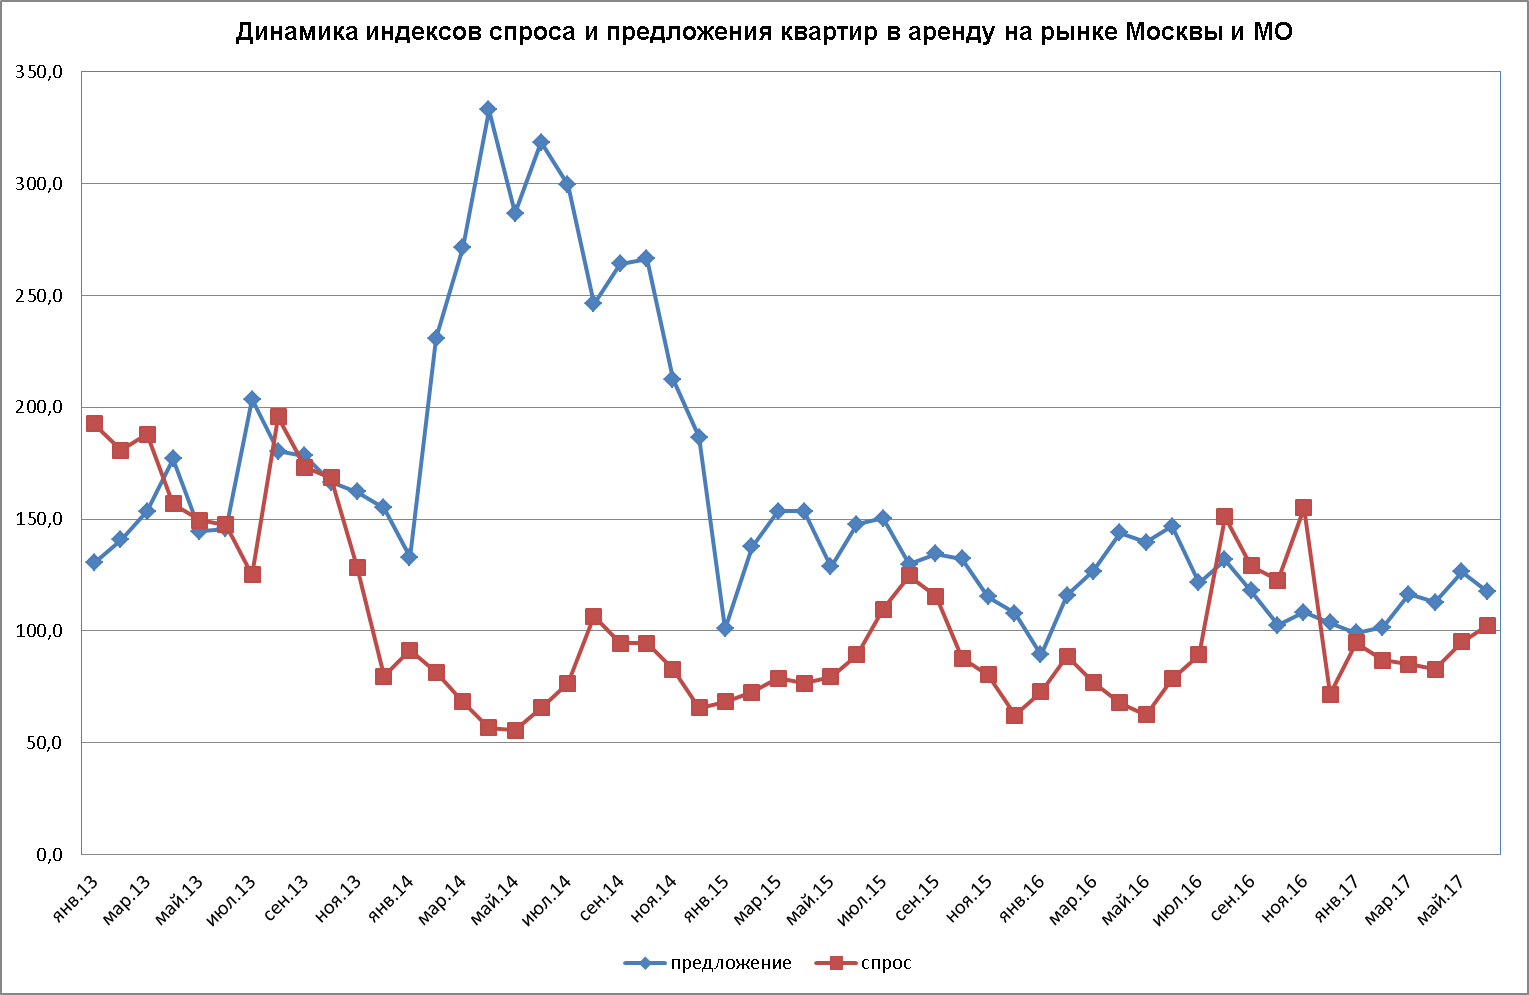 Динамика индексов спроса и предложения квартир в аренду на рынке Москвы и МО
350,0
300,0
250,0
200,0
150,0
100,0
50,0
0,0
янв.13
мар.13
май.13
июл.13
сен.13
ноя.13
янв.14
мар.14
май.14
июл.14
сен.14
ноя.14
янв.15
мар.15
май.15
июл.15
сен.15
ноя.15
янв.16
мар.16
май.16
июл.16
сен.16
ноя.16
янв.17
мар.17
май.17
предложение
спрос